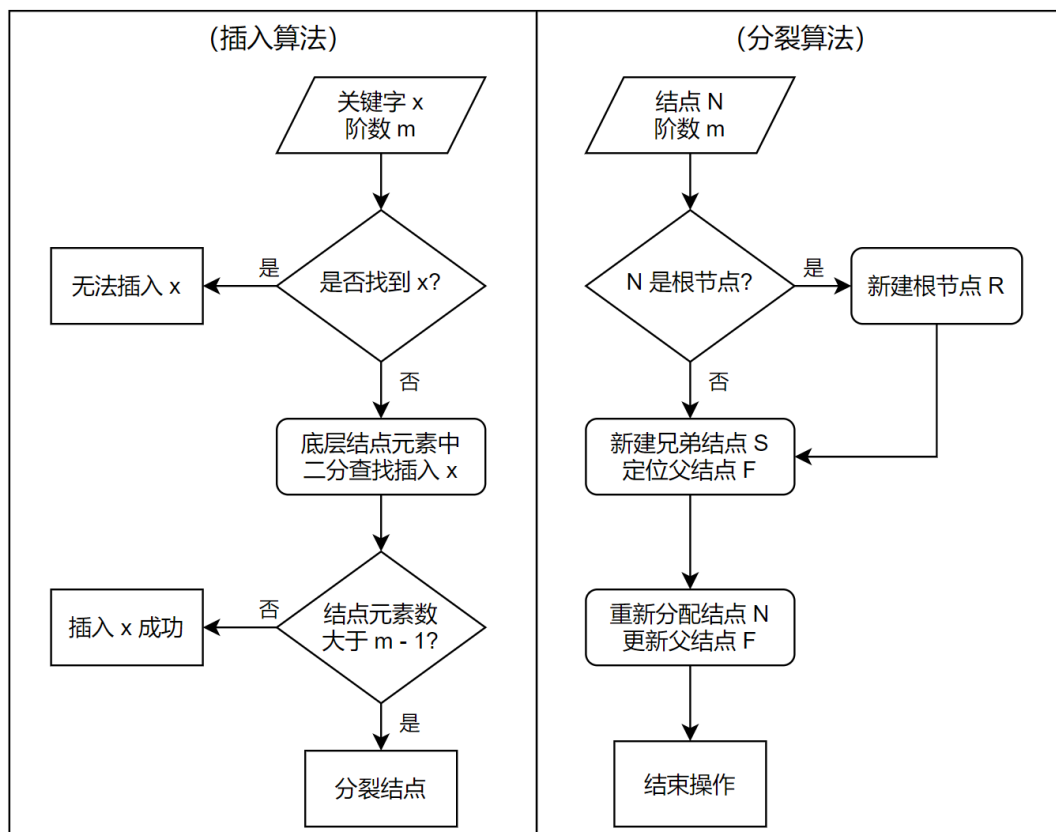 (插入算法)
关键字 x
阶数 m
是否找到 x?
是
无法插入 x
否
底层结点元素中
二分查找插入 x
结点元素数
大于 m - 1?
否
插入 x 成功
是
分裂结点
(分裂算法)
结点 N
阶数 m
N 是根节点?
是
新建根节点 R
否
新建兄弟结点 S
定位父结点 F
重新分配结点 N
更新父结点 F
结束操作